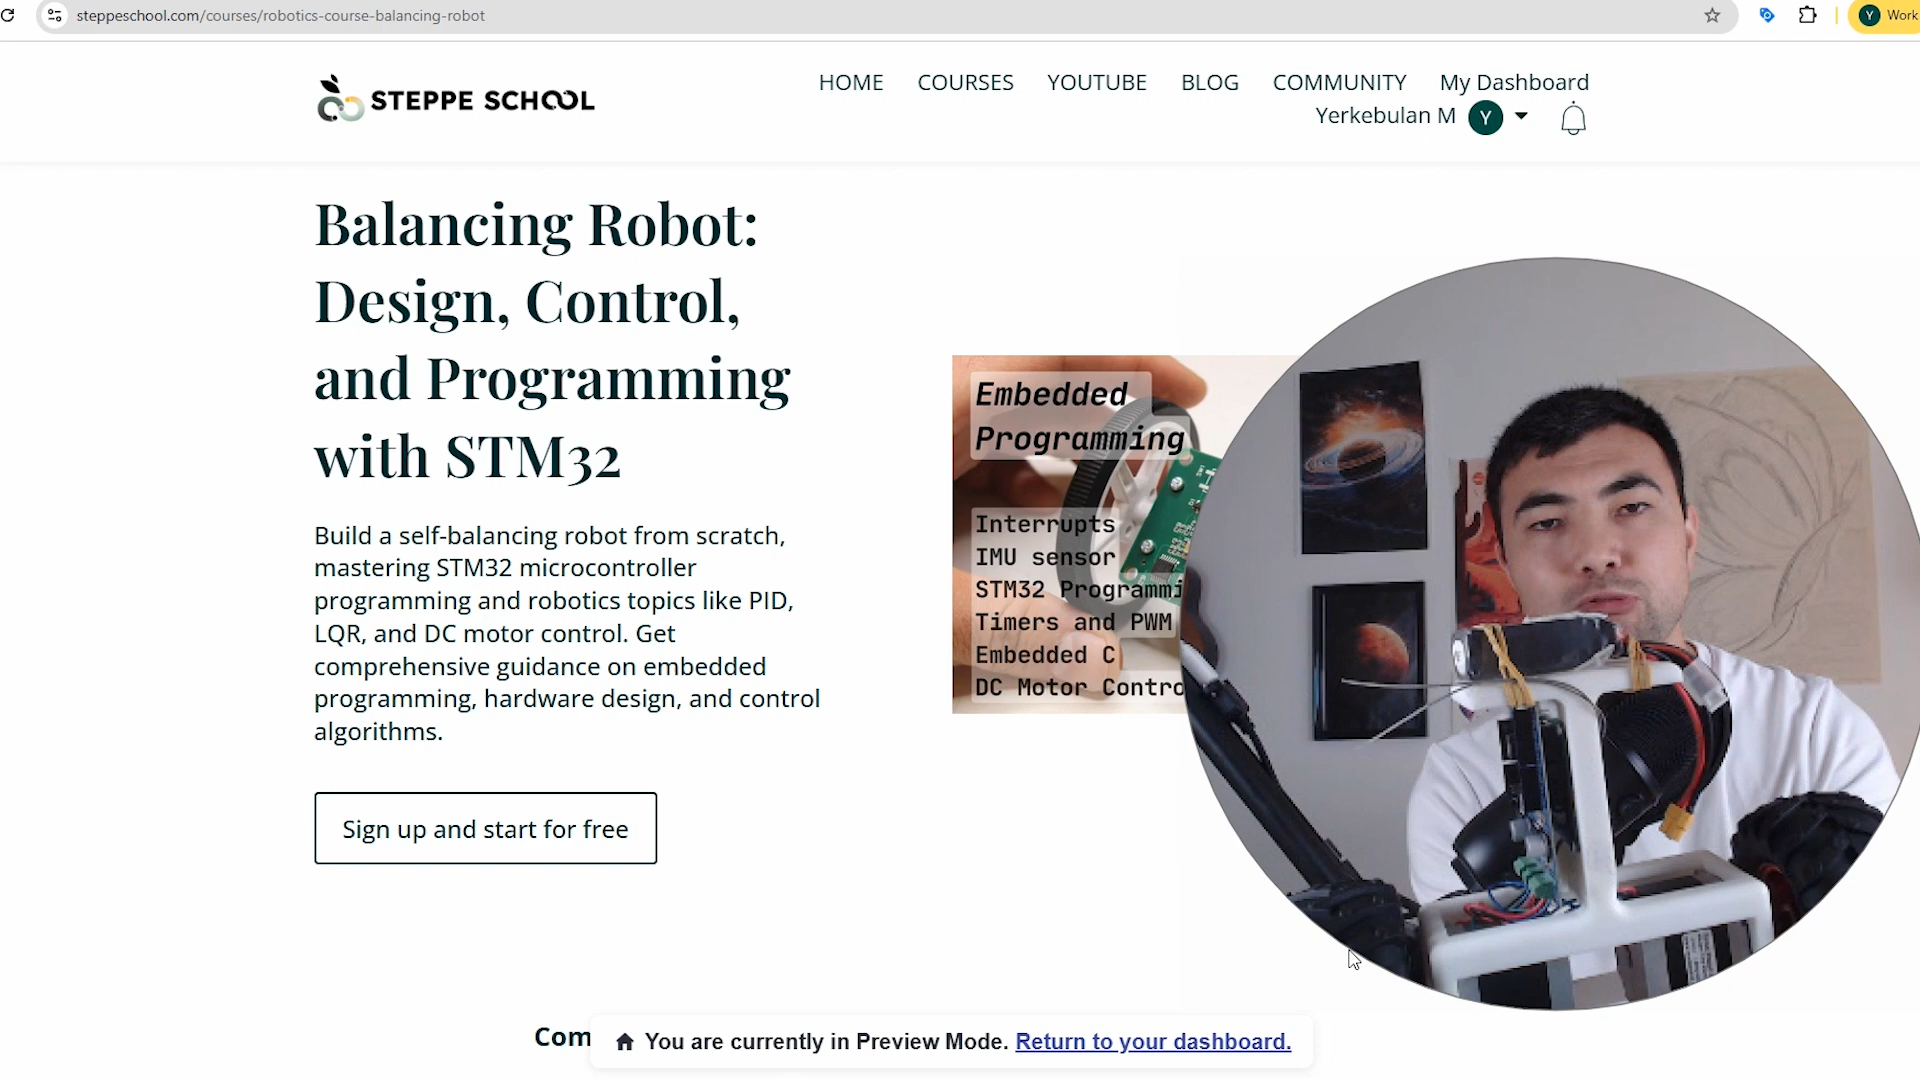 steppeschool.com/courses/robotics-course-balancing-robot
Y Work
STEPPE SCHOOL
HOME COURSES YOUTUBE BLOG COMMUNITY My Dashboard
Yerkebulan M Y
Balancing Robot:
Design, Control,
and Programming
with STM32
Build a self-balancing robot from scratch,
mastering STM32 microcontroller
programming and robotics topics like PID,
LQR, and DC motor control. Get
comprehensive guidance on embedded
programming, hardware design, and control
algorithms.
Sign up and start for free
Embedded
Programming
Interrupts
IMU sensor
STM32 Programmi
Timers and PWM
Embedded C
DC Motor Contro
Com
You are currently in Preview Mode. Return to your dashboard.